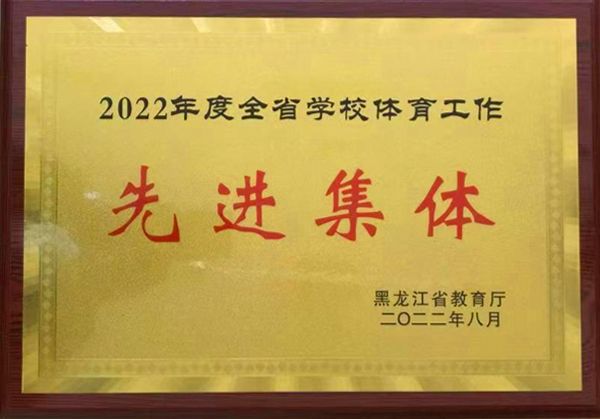 2022年度全省学校体育工作
先进集体
黑龙江省教育厅
二〇二二年八月